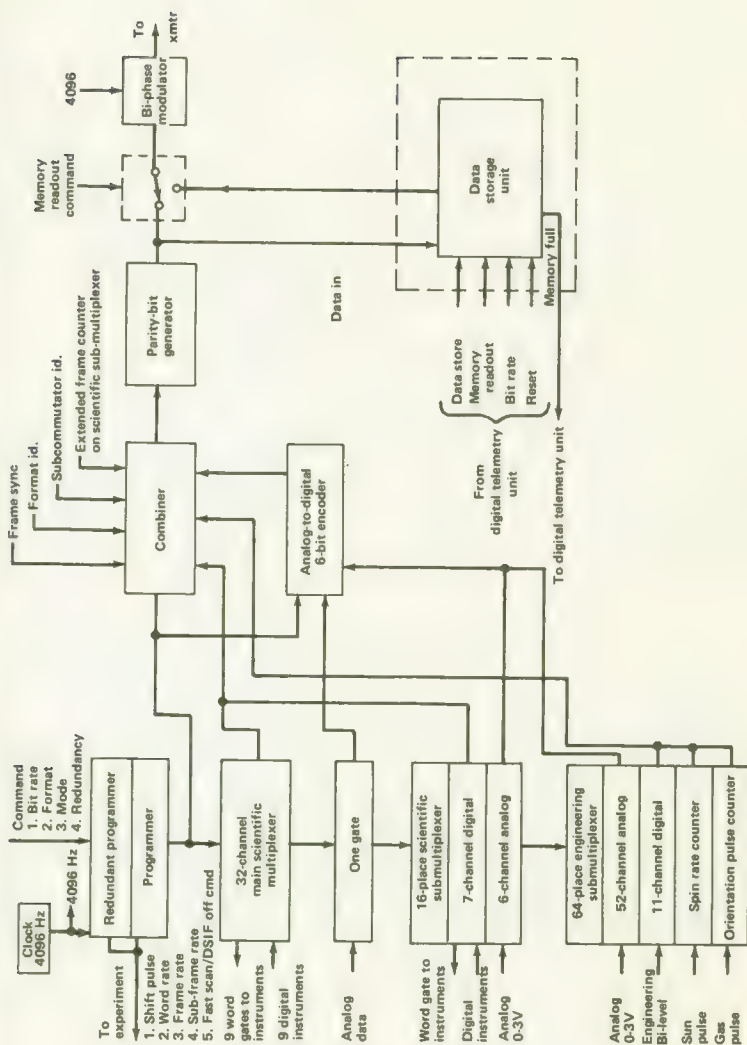 Clock
4096 Hz
4096 Hz
Command
1. Bit rate
2. Format
3. Mode
4. Redundancy
Redundant programmer
Programmer
To
experiment
1. Shift pulse
2. Word rate
3. Frame rate
4. Sub-frame rate
5. Fast scan/DSIF off cmd
Frame sync
Format id.
Subcommutator id.
Extended frame counter
on scientific sub-multiplexer
Combiner
Parity-bit
generator
Memory
readout
command
4096
Bi-phase
modulator
To
xmtr
32-channel
main scientific
multiplexer
9 word
gates to
instruments
9 digital
instruments
One gate
Analog
data
Analog-to-digital
6-bit encoder
Data in
Data
storage
unit
Memory full
Data store
Memory
readout
Bit rate
Reset
From
digital telemetry
unit
To digital telemetry unit
16-place scientific
submultiplexer
7-channel digital
6-channel analog
Word gate to
instruments
Digital
instruments
Analog
0-3V
64-place engineering
submultiplexer
52-channel analog
11-channel digital
Spin rate counter
Orientation pulse counter
Analog
0-3V
Engineering
Bi-level
Sun
pulse
Gas
pulse